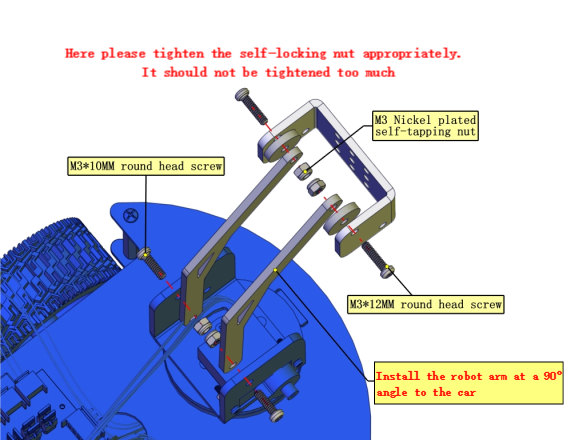 Here please tighten the self-locking nut appropriately.
It should not be tightened too much
M3 Nickel plated
self-tapping nut
M3*10MM round head screw
M3*12MM round head screw
Install the robot arm at a 90°
angle to the car